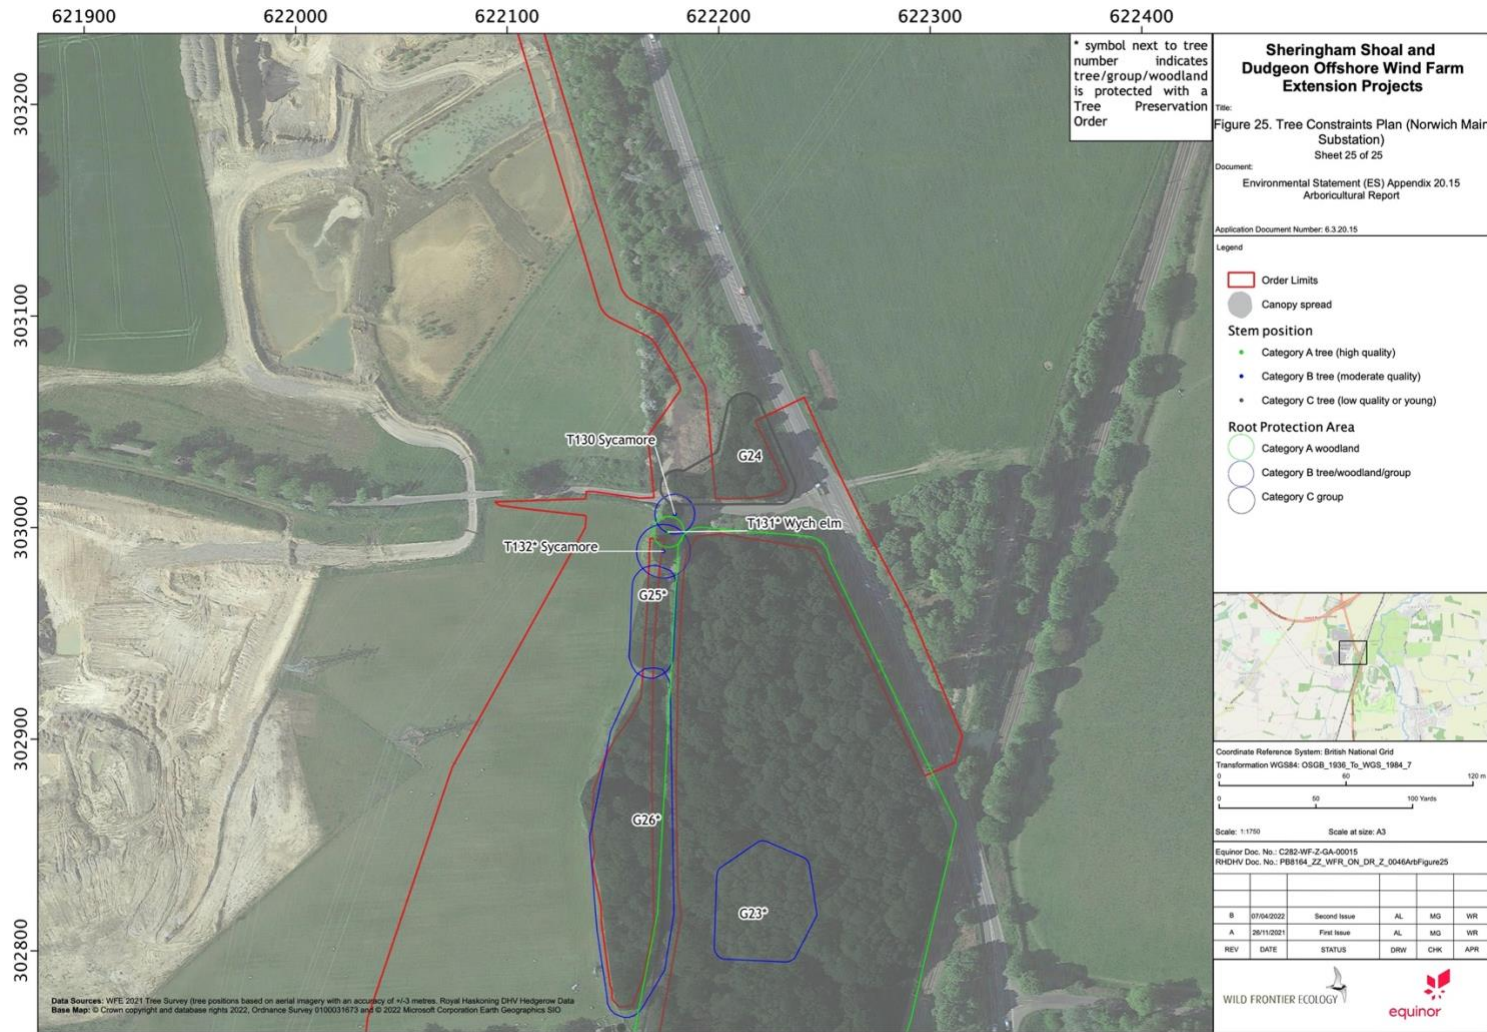 621900 622000 622100 622200 622300 622400
303200
303100
303000
302900
302800
* symbol next to tree
number indicates
tree/group/woodland
is protected with a
Tree Preservation
Order
T130 Sycamore
G24
T131* Wych elm
T132* Sycamore
G25*
G26*
G23*
Data Sources: WFE 2021 Tree Survey (tree positions based on aerial imagery with an accuracy of +/-3 metres. Royal Haskoning DHV Hedgerow Data
Base Map: © Crown copyright and database rights 2022, Ordnance Survey 0100031673 and © 2022 Microsoft Corporation Earth Geographics SIO
Sheringham Shoal and
Dudgeon Offshore Wind Farm
Extension Projects
Title:
Figure 25. Tree Constraints Plan (Norwich Main
Substation)
Sheet 25 of 25
Document:
Environmental Statement (ES) Appendix 20.15
Arboricultural Report
Application Document Number: 6.3.20.15
Legend
Order Limits
Canopy spread
Stem position
Category A tree (high quality)
Category B tree (moderate quality)
Category C tree (low quality or young)
Root Protection Area
Category A woodland
Category B tree/woodland/group
Category C group
Coordinate Reference System: British National Grid
Transformation WGS84: OSGB_1936_To_WGS_1984_7
0 60 120 m
0 50 100 Yards
Scale: 1:1750 Scale at size: A3
Equinor Doc. No.: C282-WF-Z-GA-00015
RHDHV Doc. No.: PB8164_ZZ_WFR_ON_DR_Z_0046ArbFigure25
B 07/04/2022 Second Issue AL MG WR
A 26/11/2021 First Issue AL MG WR
REV DATE STATUS DRW CHK APR
WILD FRONTIER ECOLOGY
equinor